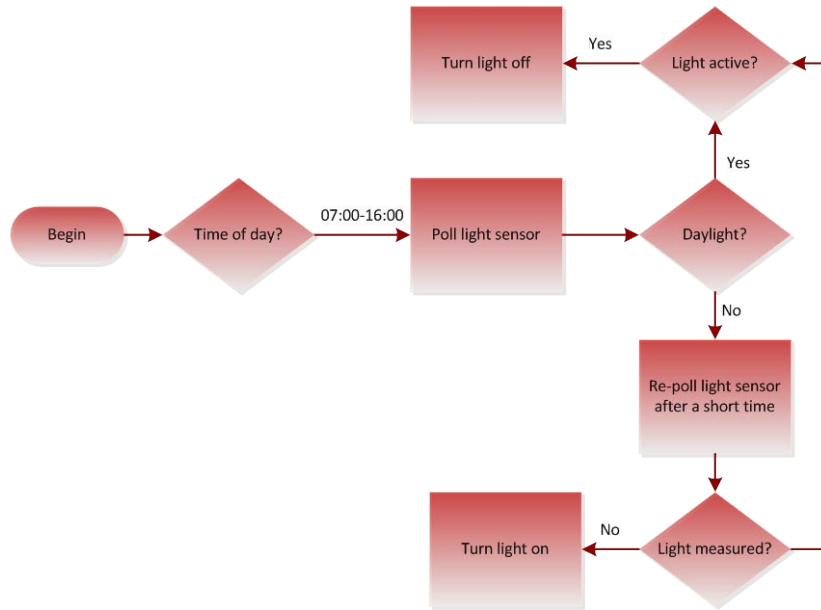 Turn light off
Yes
Light active?
Yes
07:00-16:00
Begin
Time of day?
Poll light sensor
Daylight?
No
Re-poll light sensor
after a short time
No
Turn light on
Light measured?